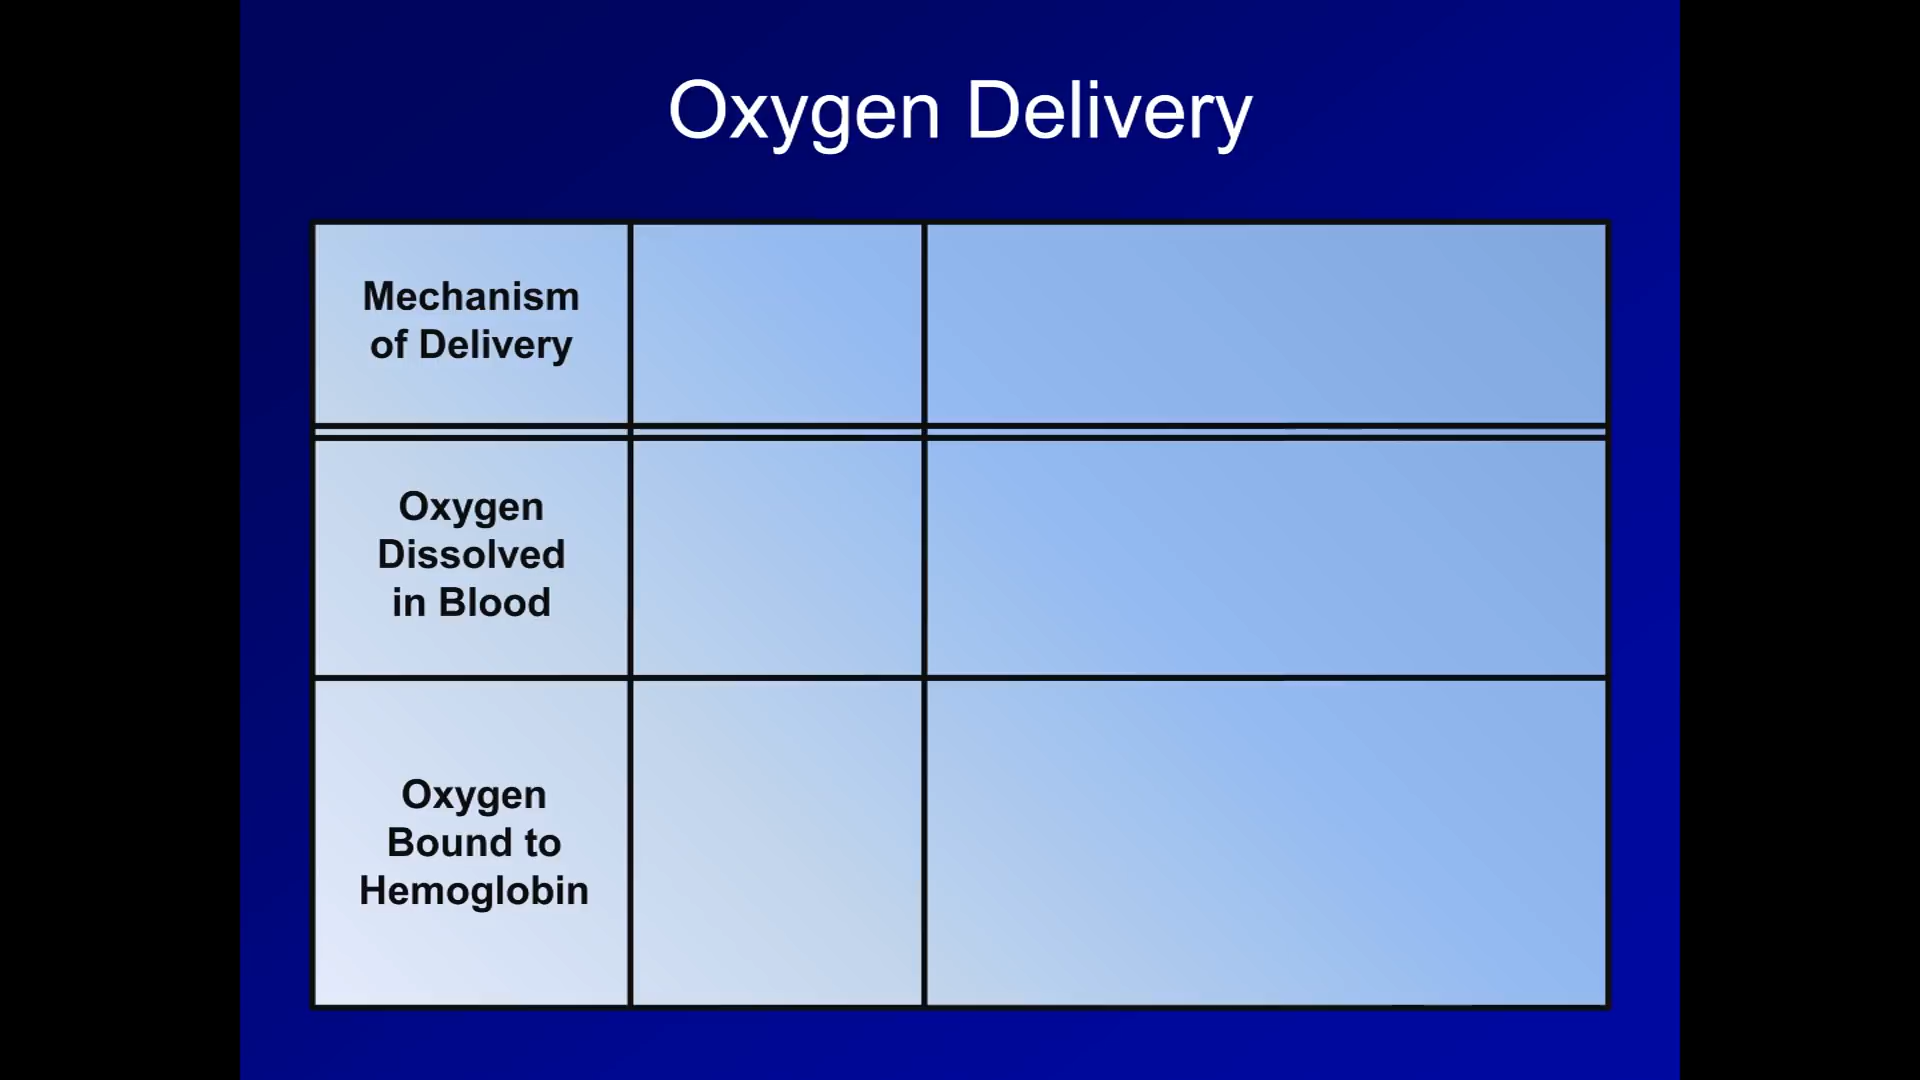 Oxygen Delivery
Mechanism
of Delivery
Oxygen
Dissolved
in Blood
Oxygen
Bound to
Hemoglobin